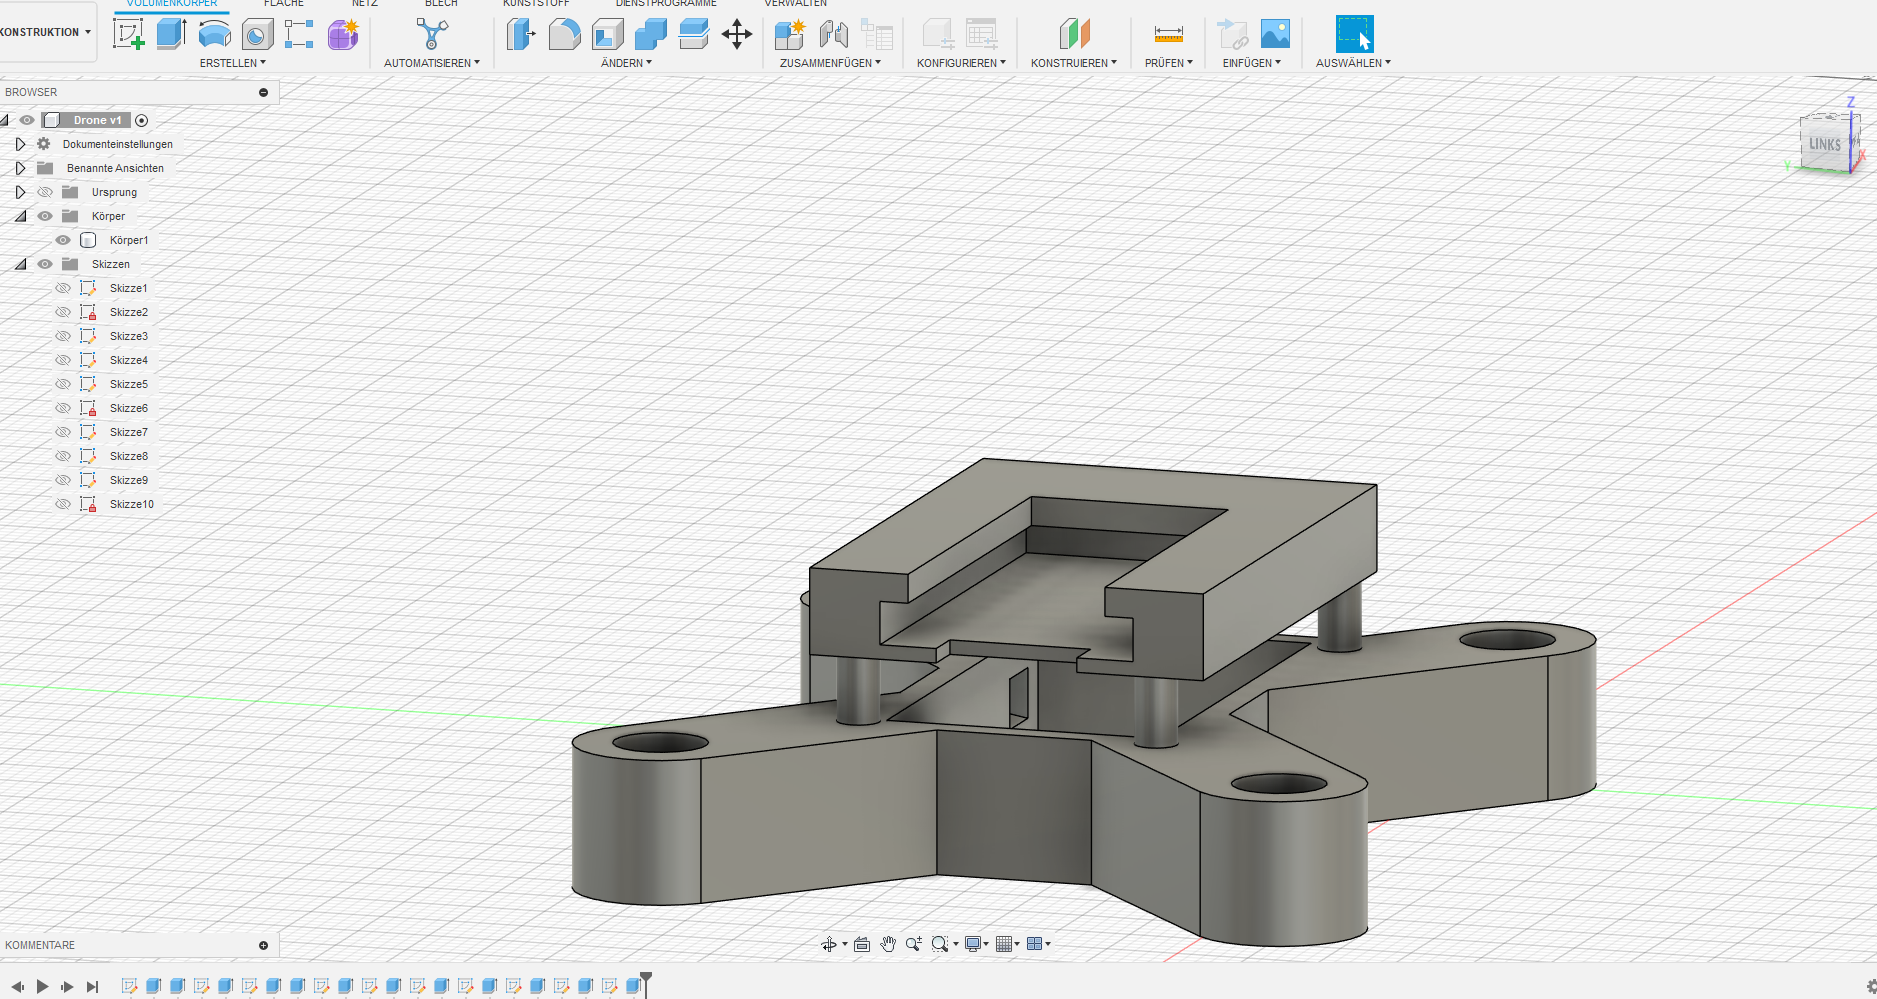 VOLUMENKÖRPER FLÄCHE NETZ BLECH KUNSTSTOFF DIENSTPROGRAMME VERWALTEN
KONSTRUKTION
ERSTELLEN AUTOMATISIEREN ÄNDERN ZUSAMMENFÜGEN KONFIGURIEREN KONSTRUIEREN PRÜFEN EINFÜGEN AUSWÄHLEN
BROWSER
Drone v1
Dokumenteinstellungen
Benannte Ansichten
Ursprung
Körper
Körper1
Skizzen
Skizze1
Skizze2
Skizze3
Skizze4
Skizze5
Skizze6
Skizze7
Skizze8
Skizze9
Skizze10
Z
LINKS
Y
X
KOMMENTARE